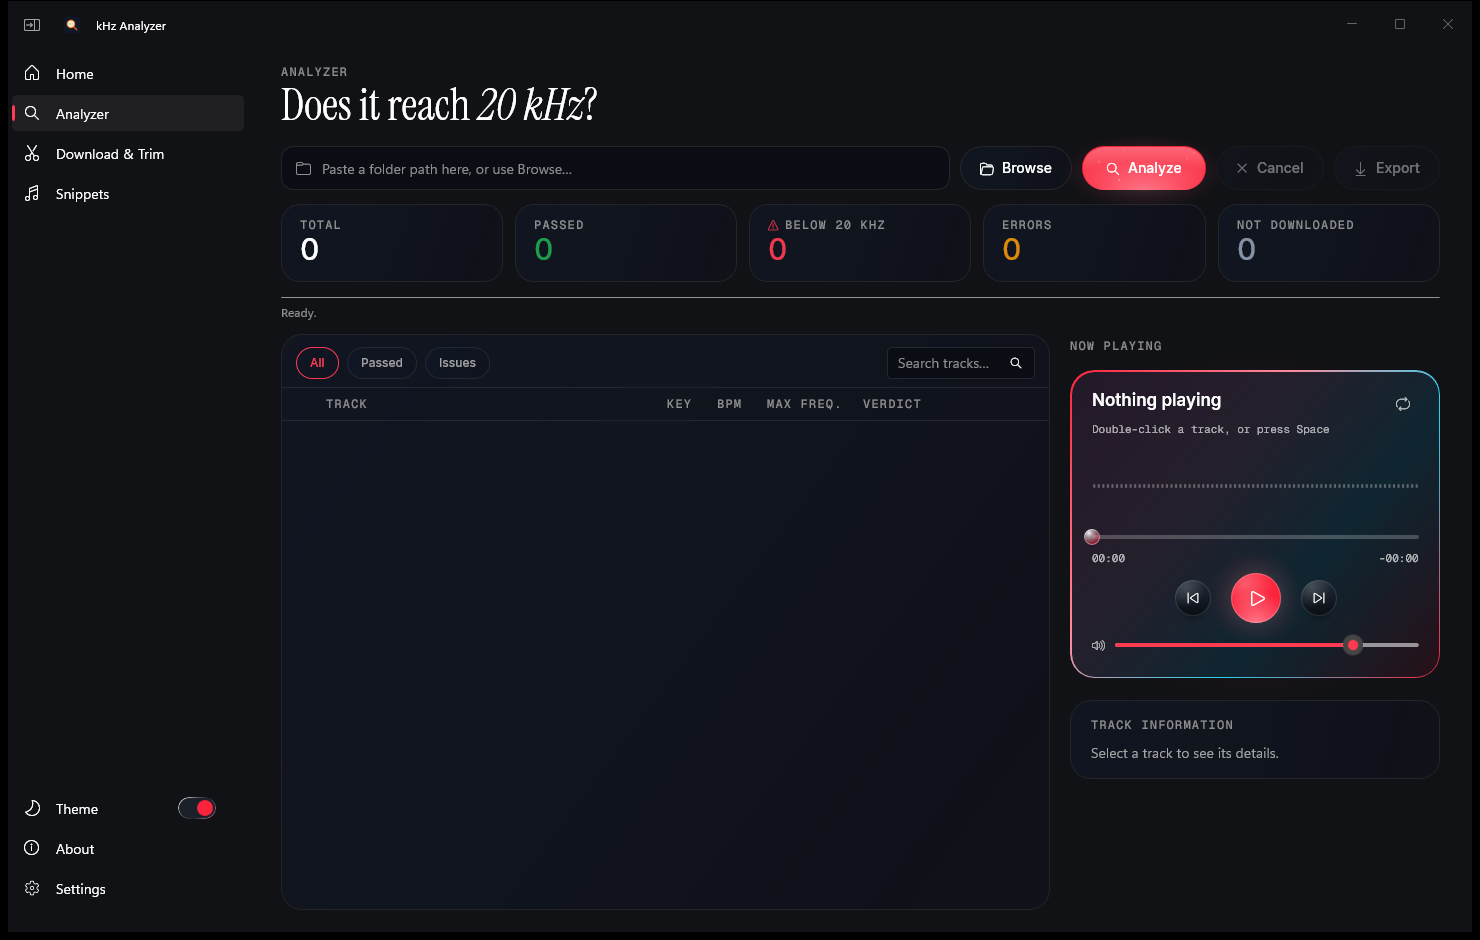 kHz Analyzer
Home
Analyzer
Download & Trim
Snippets
Theme
About
Settings
ANALYZER
Does it reach 20 kHz?
Paste a folder path here, or use Browse...
Browse
Analyze
Cancel
Export
TOTAL
0
PASSED
0
BELOW 20 KHZ
0
ERRORS
0
NOT DOWNLOADED
0
Ready.
All
Passed
Issues
Search tracks...
TRACK KEY BPM MAX FREQ. VERDICT
NOW PLAYING
Nothing playing
Double-click a track, or press Space
00:00 -00:00
TRACK INFORMATION
Select a track to see its details.